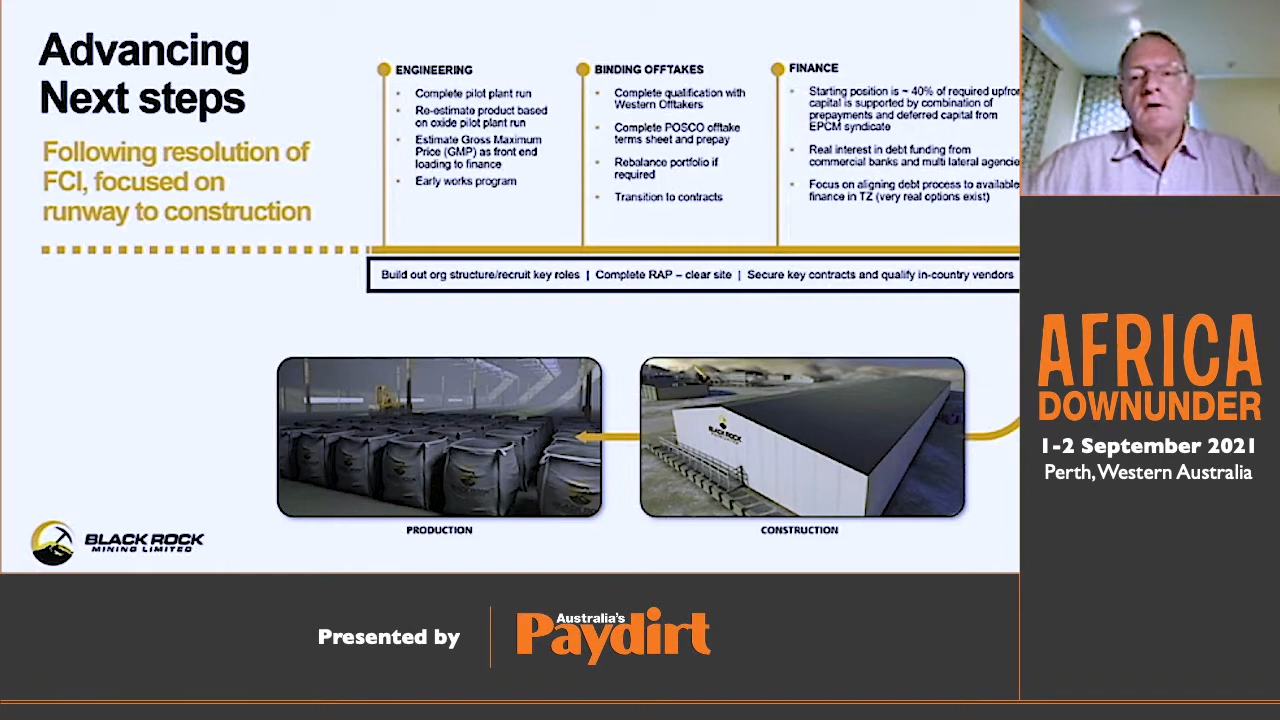 Advancing
Next steps
Following resolution of
FCI, focused on
runway to construction
ENGINEERING
• Complete pilot plant run
• Re-estimate product based
on oxide pilot plant run
• Estimate Gross Maximum
Price (GMP) as front end
loading to finance
• Early works program
BINDING OFFTAKES
• Complete qualification with
Western Offtakers
• Complete POSCO offtake
terms sheet and prepay
• Rebalance portfolio if
required
• Transition to contracts
FINANCE
• Starting position is ~ 40% of required upfron
capital is supported by combination of
prepayments and deferred capital from
EPCM syndicate
• Real interest in debt funding from
commercial banks and multi lateral agencie
• Focus on aligning debt process to available
finance in TZ (very real options exist)
Build out org structure/recruit key roles | Complete RAP – clear site | Secure key contracts and qualify in-country vendors
BLACK ROCK
PRODUCTION
CONSTRUCTION
BLACK ROCK
MINING LIMITED
AFRICA
DOWNUNDER
1-2 September 2021
Perth, Western Australia
Presented by
Australia's
Paydirt